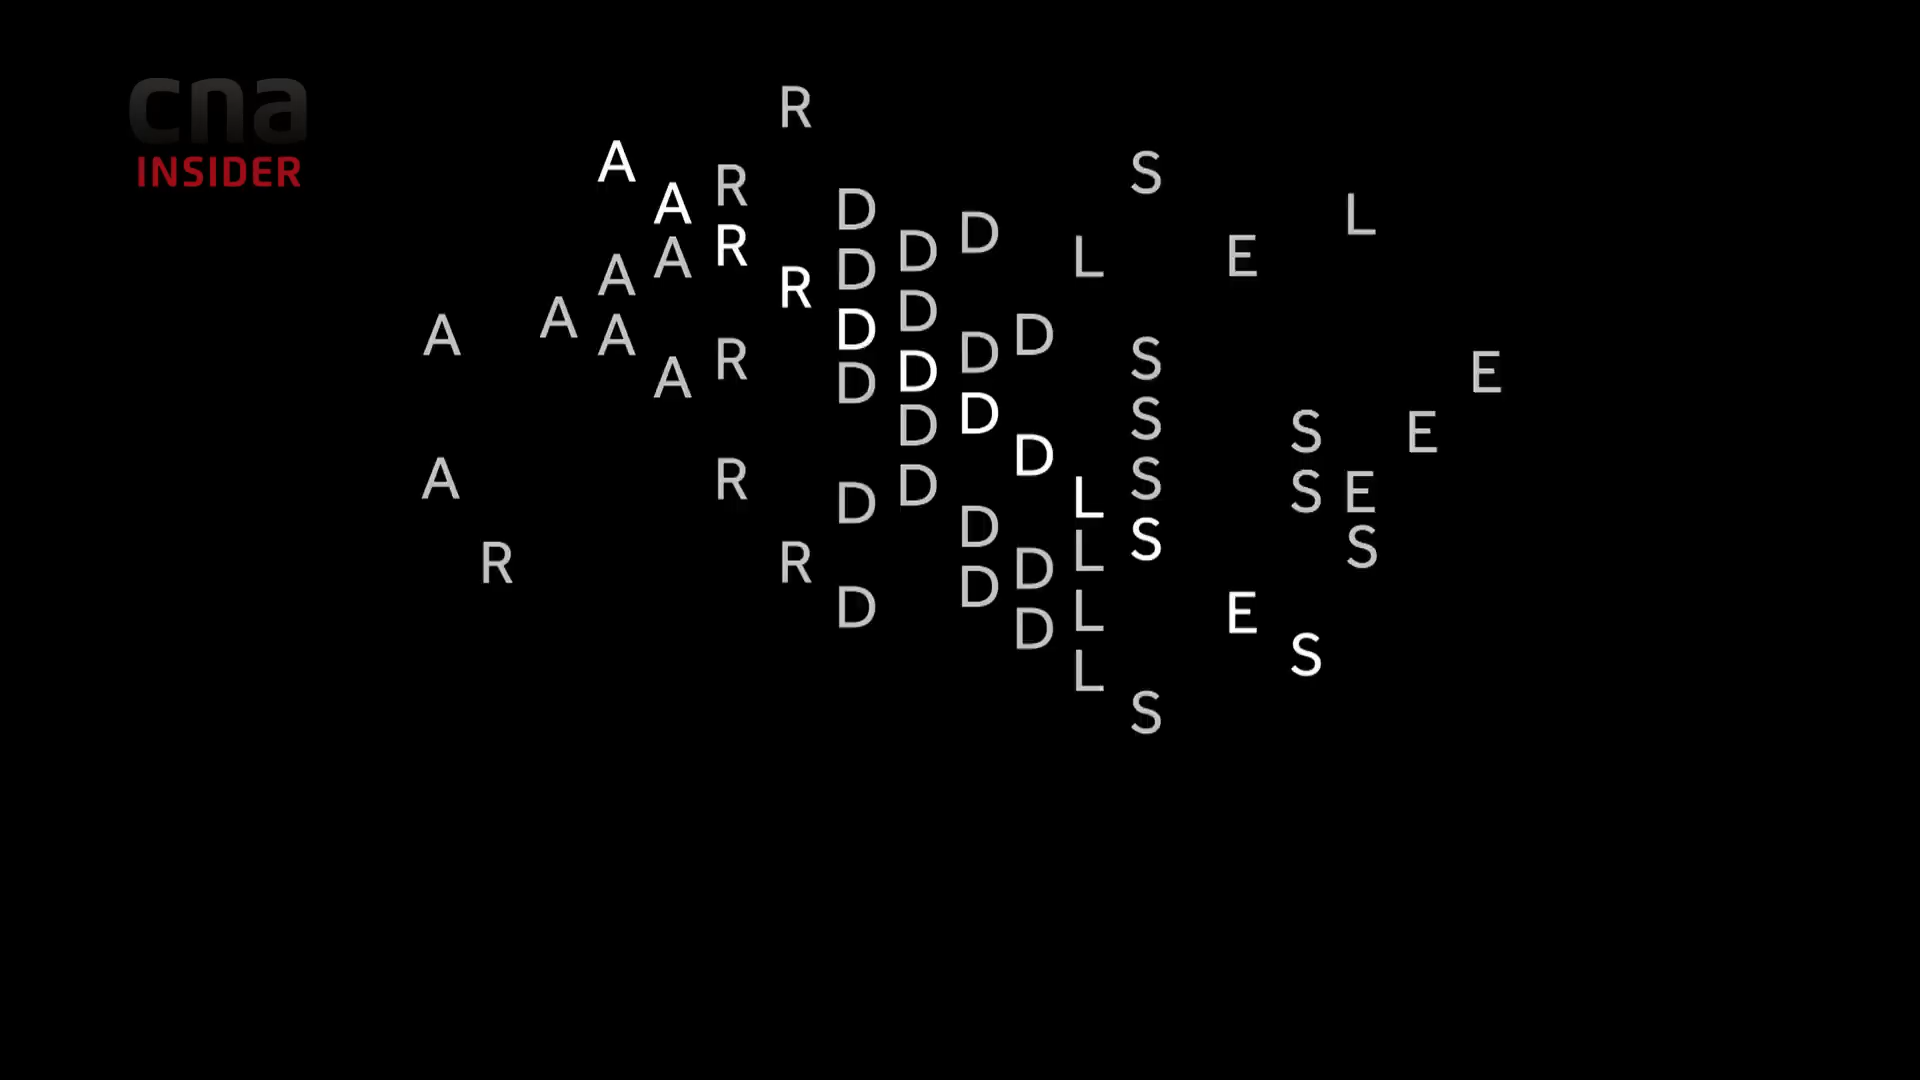 cna
INSIDER
R
A S
R A D L
R D D L E
A A D R D
A A A D D
A R D D S E
A D D D S S E
A R D D L S S E
R R D D L S S
D D D L E
D L S
S